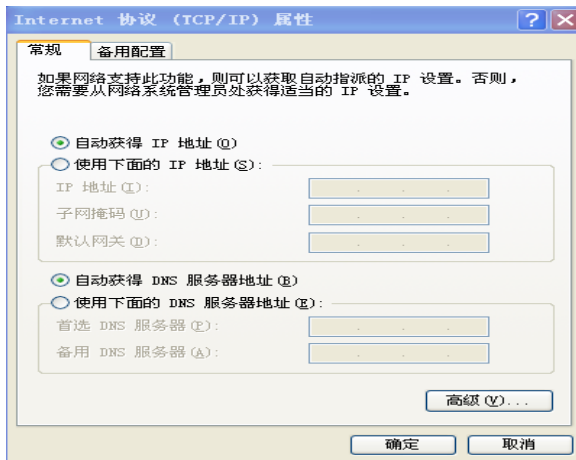 Internet 协议 (TCP/IP) 属性
常规
备用配置
如果网络支持此功能，则可以获取自动指派的 IP 设置。否则，
您需要从网络系统管理员处获得适当的 IP 设置。
自动获得 IP 地址(O)
使用下面的 IP 地址(S):
IP 地址(I):
子网掩码(U):
默认网关(D):
自动获得 DNS 服务器地址(B)
使用下面的 DNS 服务器地址(E):
首选 DNS 服务器(P):
备用 DNS 服务器(A):
高级(V)...
确定
取消